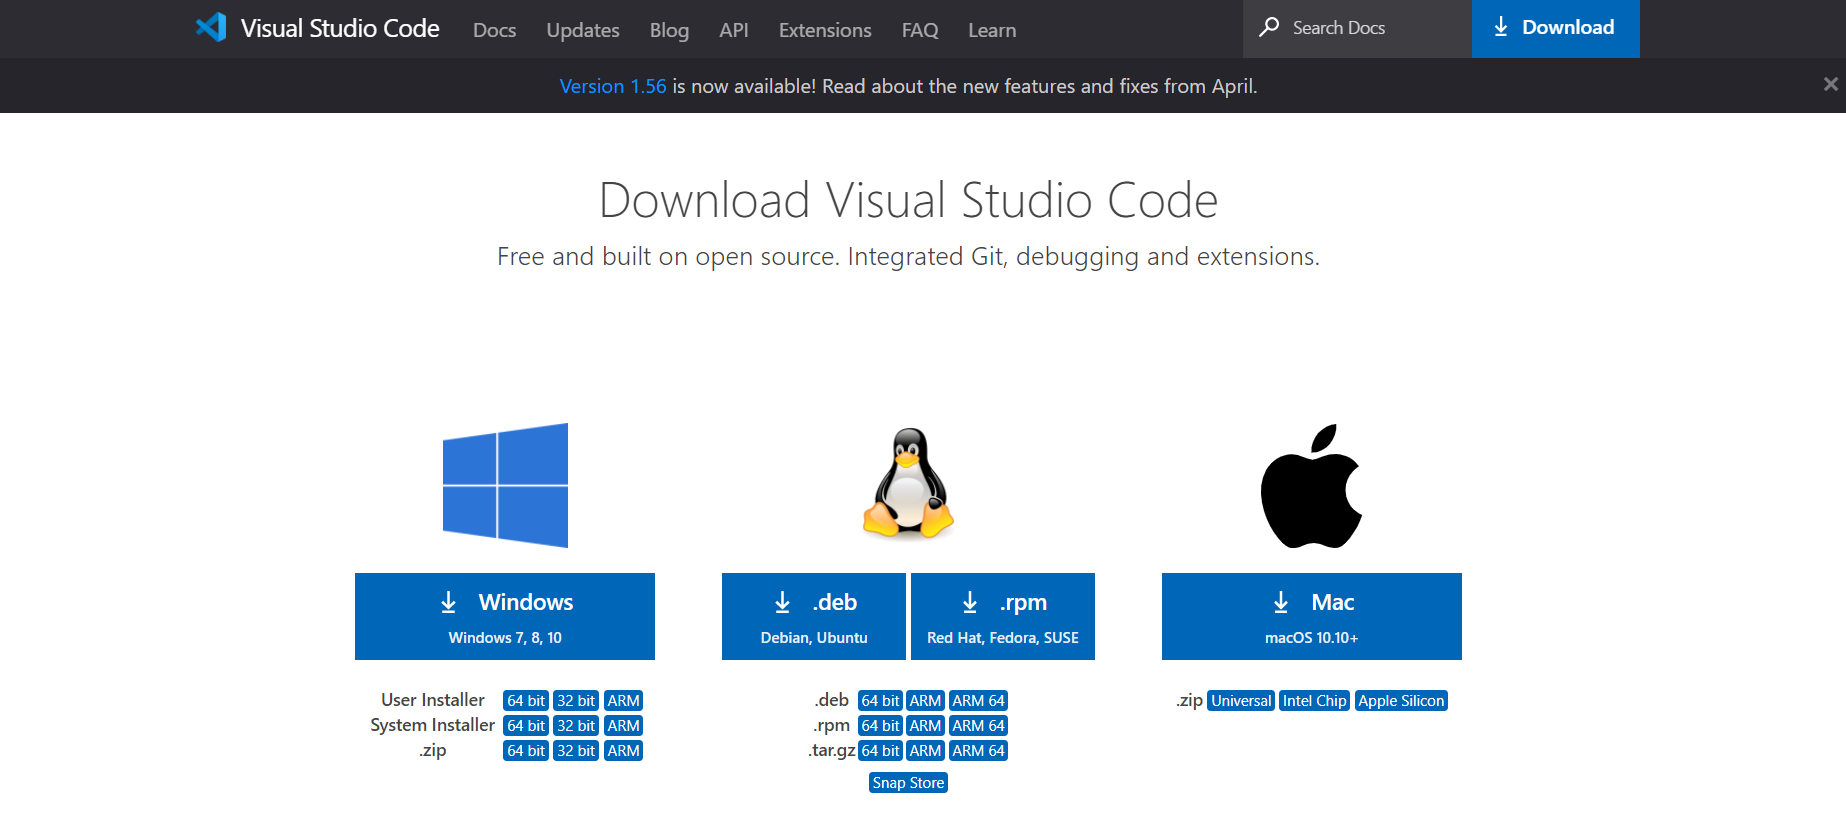 Visual Studio Code Docs Updates Blog API Extensions FAQ Learn Search Docs Download
Version 1.56 is now available! Read about the new features and fixes from April.
Download Visual Studio Code
Free and built on open source. Integrated Git, debugging and extensions.
Windows
Windows 7, 8, 10
User Installer 64 bit 32 bit ARM
System Installer 64 bit 32 bit ARM
.zip 64 bit 32 bit ARM
.deb
Debian, Ubuntu
.rpm
Red Hat, Fedora, SUSE
.deb 64 bit ARM ARM 64
.rpm 64 bit ARM ARM 64
.tar.gz 64 bit ARM ARM 64
Snap Store
Mac
macOS 10.10+
.zip Universal Intel Chip Apple Silicon